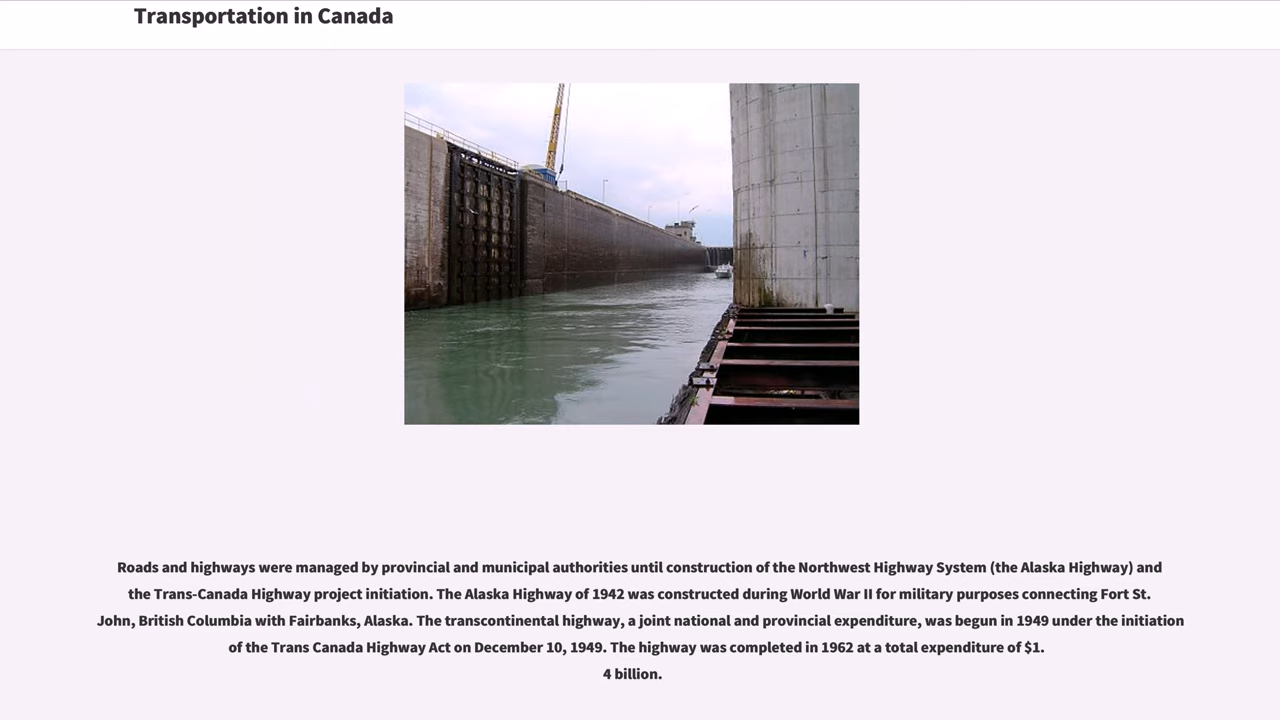 Transportation in Canada
Roads and highways were managed by provincial and municipal authorities until construction of the Northwest Highway System (the Alaska Highway) and
the Trans-Canada Highway project initiation. The Alaska Highway of 1942 was constructed during World War II for military purposes connecting Fort St.
John, British Columbia with Fairbanks, Alaska. The transcontinental highway, a joint national and provincial expenditure, was begun in 1949 under the initiation
of the Trans Canada Highway Act on December 10, 1949. The highway was completed in 1962 at a total expenditure of $1.
4 billion.